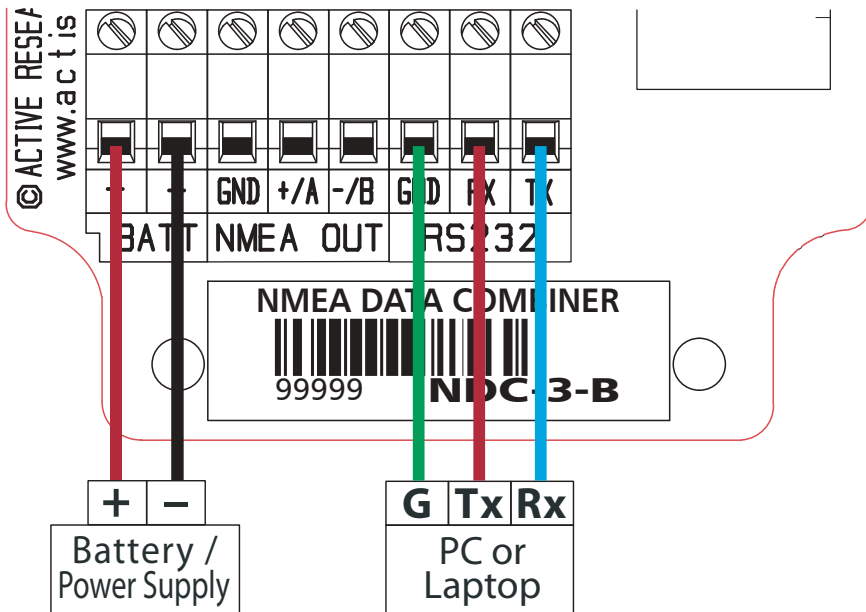 © ACTIVE RESEA
www.actis
+ - GND +/A -/B GND RX TX
BATT NMEA OUT RS232
NMEA DATA COMBINER
99999 NDC-3-B
+ −
Battery /
Power Supply
G Tx Rx
PC or
Laptop